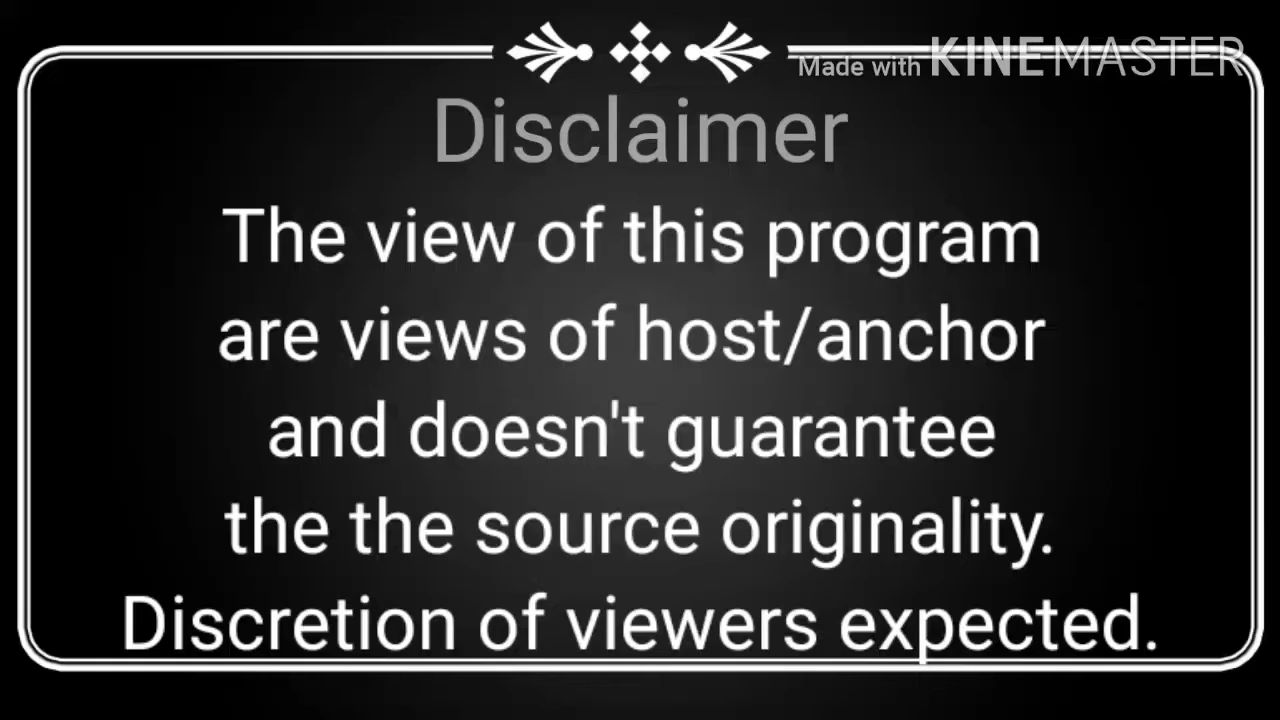 Made with KINEMASTER
Disclaimer
The view of this program
are views of host/anchor
and doesn't guarantee
the the source originality.
Discretion of viewers expected.